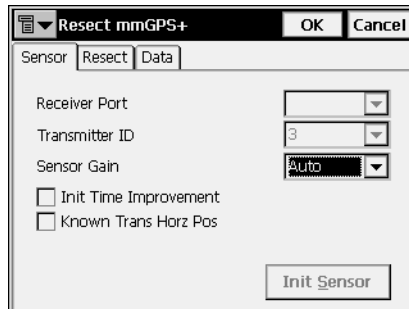 Resect mmGPS+ OK Cancel
Sensor Resect Data
Receiver Port
Transmitter ID 3
Sensor Gain Auto
Init Time Improvement
Known Trans Horz Pos
Init Sensor